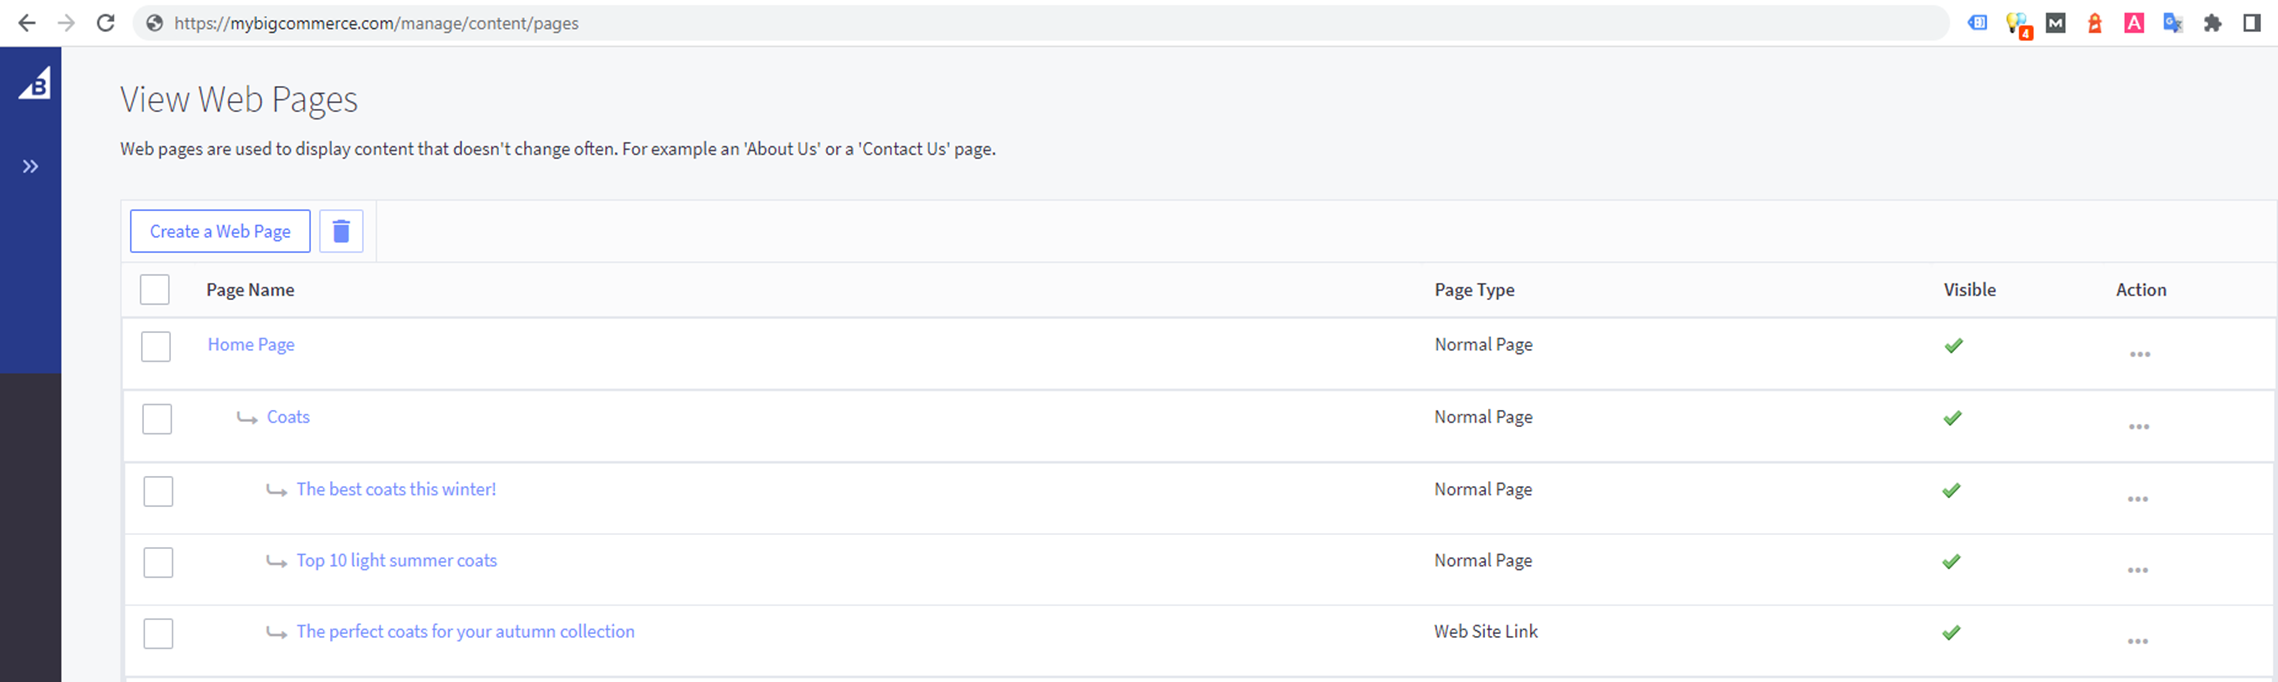 https://mybigcommerce.com/manage/content/pages
4
M
A
G
B
View Web Pages
Web pages are used to display content that doesn't change often. For example an 'About Us' or a 'Contact Us' page.
Create a Web Page
Page Name Page Type Visible Action
Home Page Normal Page
Coats Normal Page
The best coats this winter! Normal Page
Top 10 light summer coats Normal Page
The perfect coats for your autumn collection Web Site Link